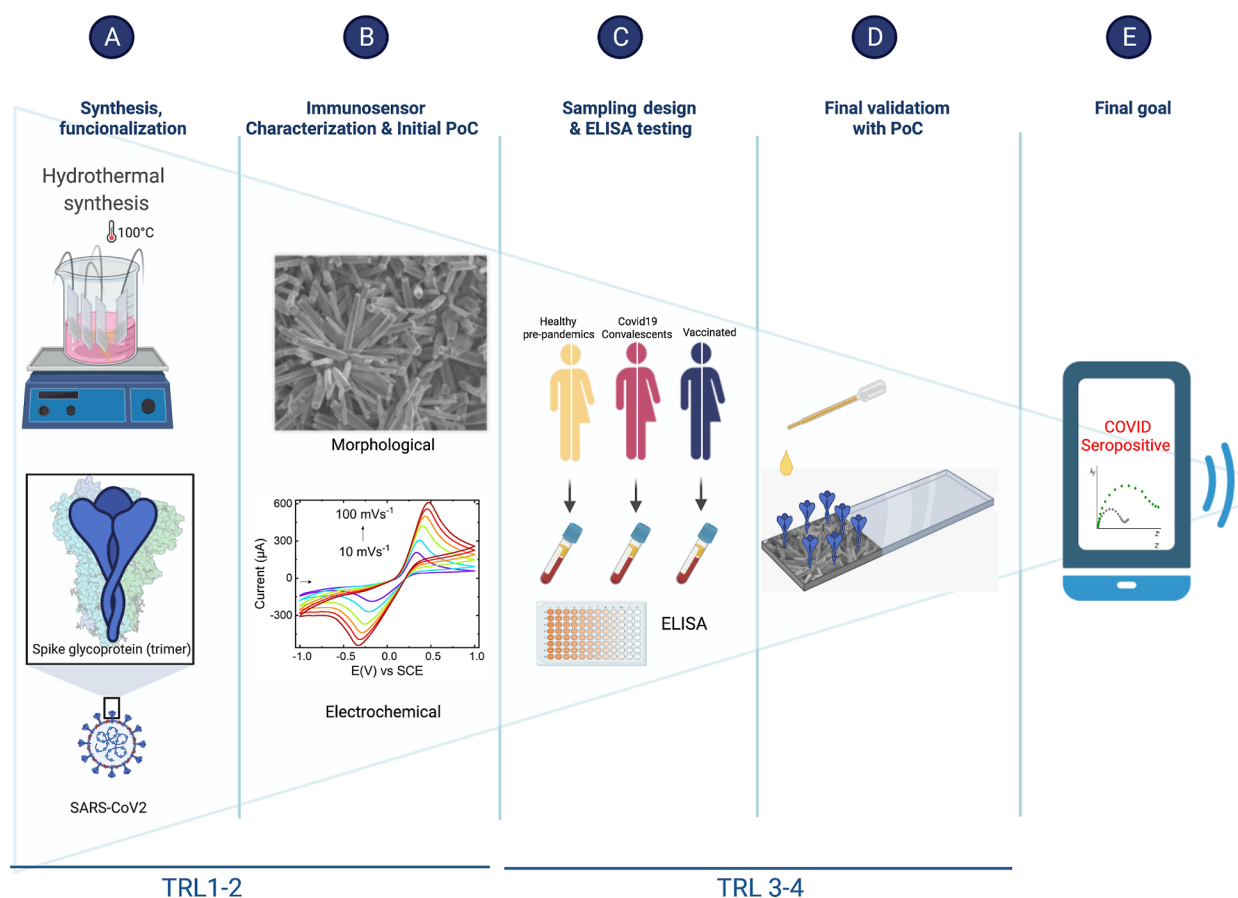 A
B
C
D
E
Synthesis,
funcionalization
Immunosensor
Characterization & Initial PoC
Sampling design
& ELISA testing
Final validatiom
with PoC
Final goal
Hydrothermal
synthesis
100°C
Spike glycoprotein (trimer)
SARS-CoV2
Morphological
600
300
0
-300
Current (µA)
100 mVs-1
10 mVs-1
-1.0 -0.5 0.0 0.5 1.0
E(V) vs SCE
Electrochemical
Healthy
pre-pandemics
Covid19
Convalescents
Vaccinated
ELISA
COVID
Seropositive
Z'
Z'
TRL1-2
TRL 3-4